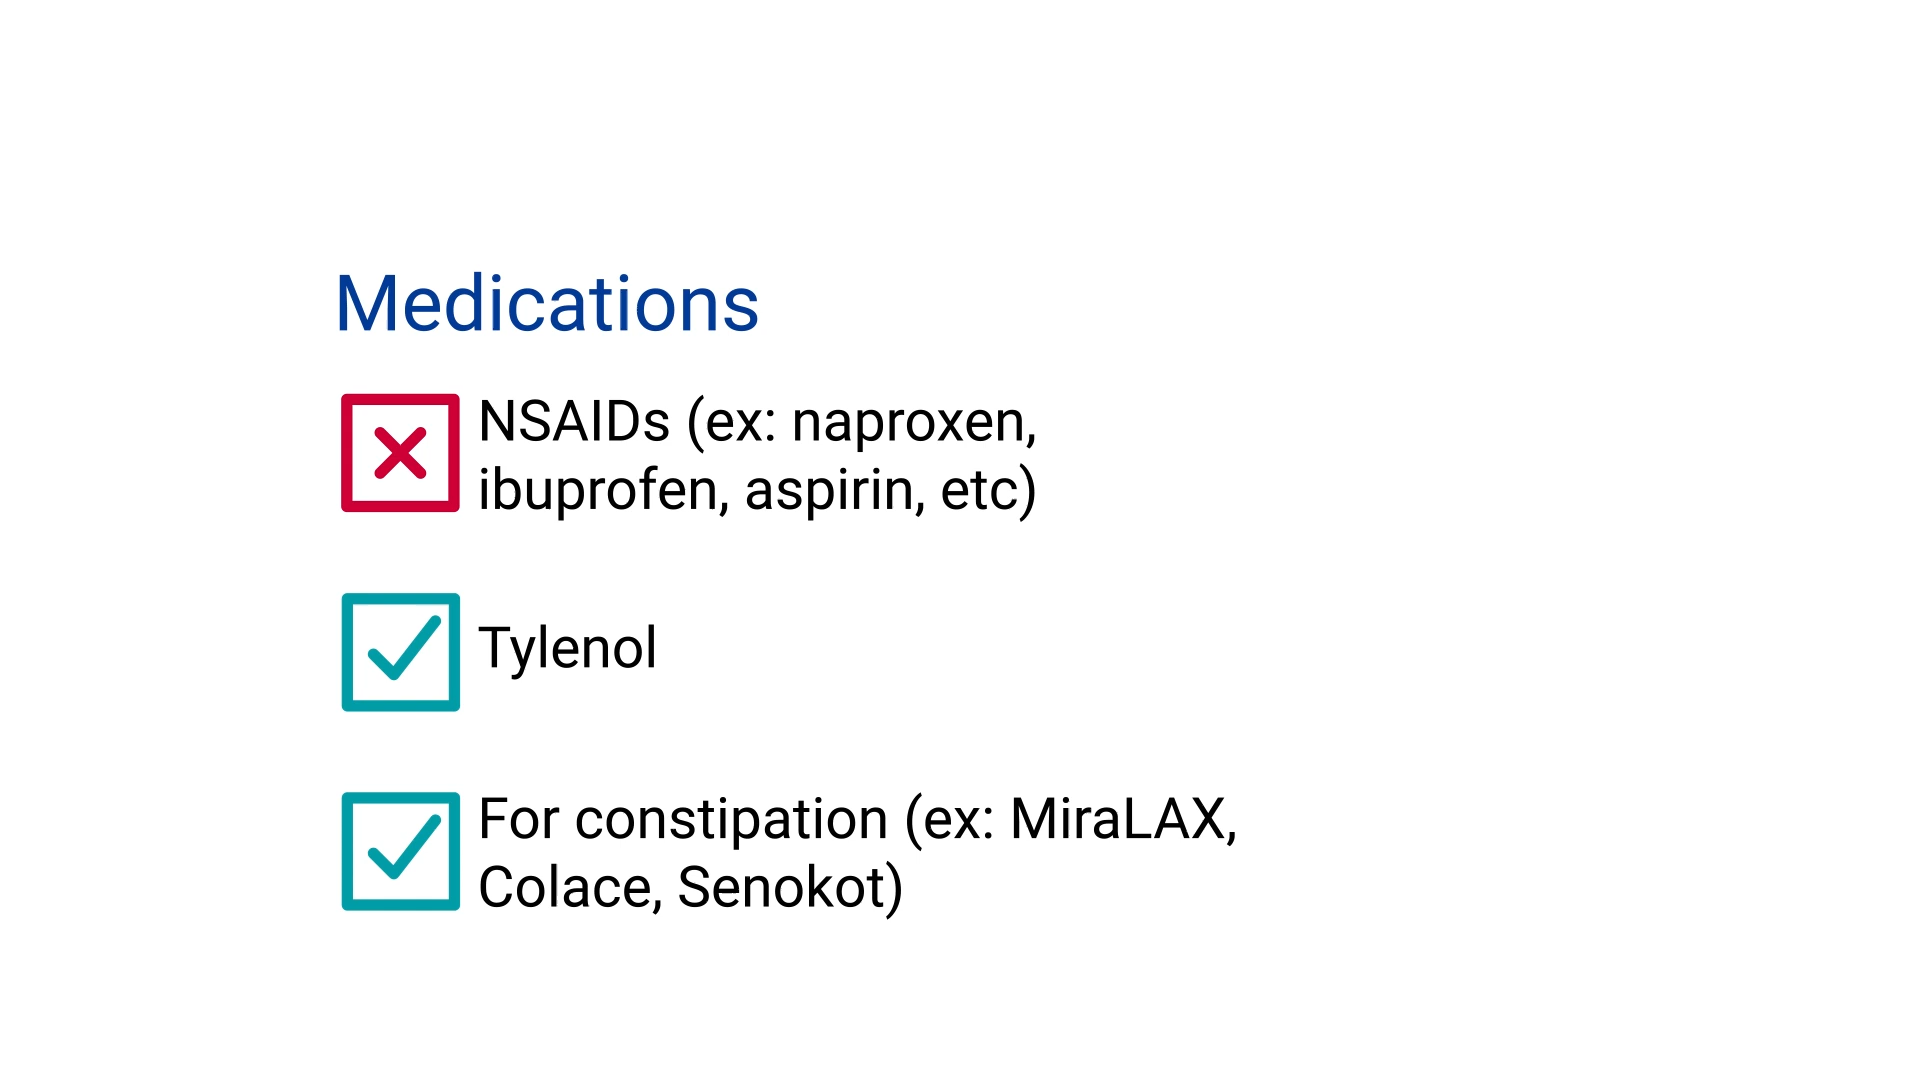 Medications
NSAIDs (ex: naproxen,
ibuprofen, aspirin, etc)
Tylenol
For constipation (ex: MiraLAX,
Colace, Senokot)